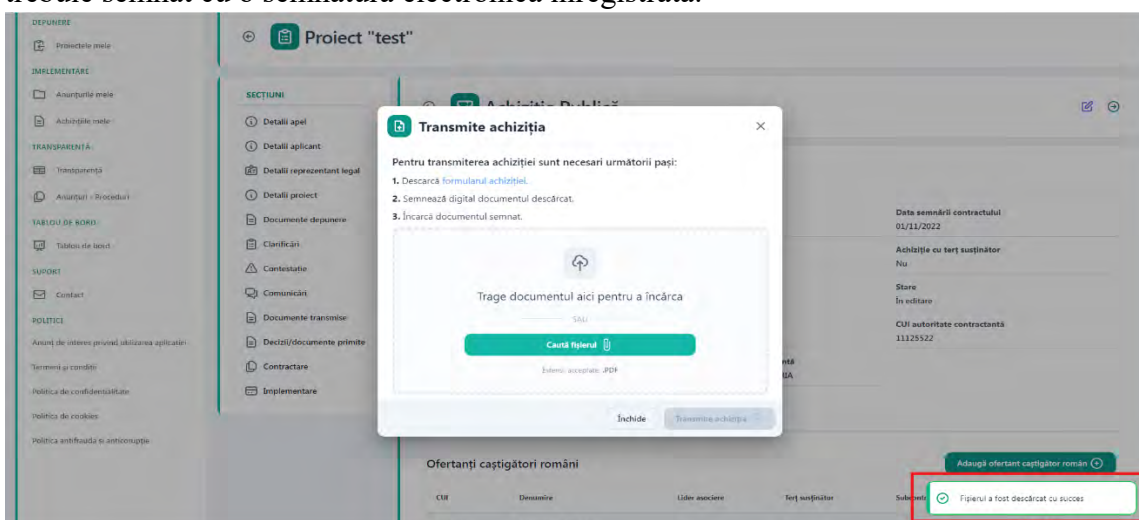 trebuie semnat cu o semnătură electronică înregistrată.
DEPUNERE
Proiectele mele
IMPLEMENTARE
Anunțurile mele
Achizițiile mele
TRANSPARENȚĂ
Transparență
Anunțuri - Proceduri
TABLOU DE BORD
Tablou de bord
SUPORT
Contact
POLITICI
Anunț de interes privind utilizarea aplicației
Termeni și condiții
Politica de confidențialitate
Politica de cookies
Politica antifraudă și anticorupție
Proiect "test"
SECȚIUNI
Detalii apel
Detalii aplicant
Detalii reprezentant legal
Detalii proiect
Documente depunere
Clarificări
Contestație
Comunicări
Documente transmise
Decizii/documente primite
Contractare
Implementare
Achiziție Publică
Transmite achiziția
Pentru transmiterea achiziției sunt necesari următorii pași:
1. Descarcă formularul achiziției.
2. Semnează digital documentul descărcat.
3. Încarcă documentul semnat.
Trage documentul aici pentru a încărca
SAU
Caută fișierul
Extensii acceptate: .PDF
Închide
Transmite achiziția
Data semnării contractului
01/11/2022
Achiziție cu terț susținător
Nu
Stare
În editare
CUI autoritate contractantă
11125522
Ofertanți caștigători români
Adaugă ofertant caștigător român
CUI
Denumire
Lider asociere
Terț susținător
Fișierul a fost descărcat cu succes